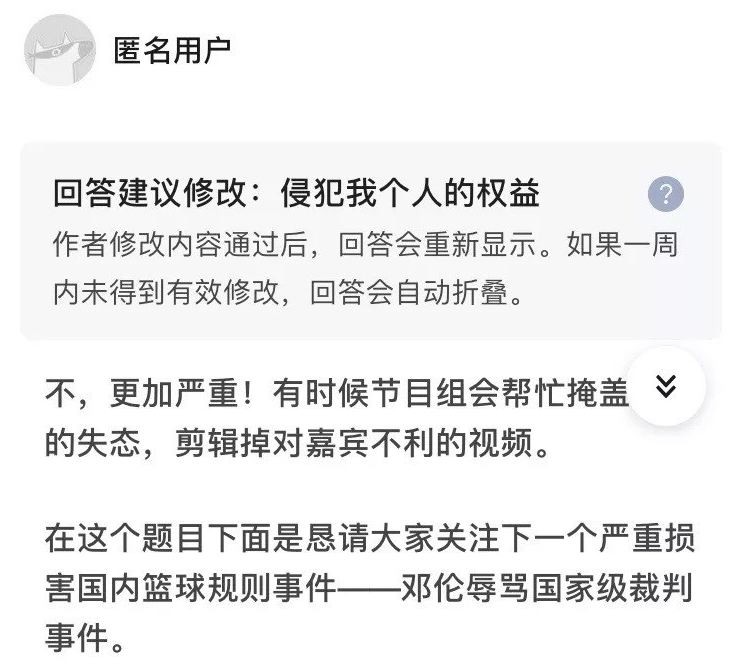 匿名用户
回答建议修改：侵犯我个人的权益
?
作者修改内容通过后，回答会重新显示。如果一周
内未得到有效修改，回答会自动折叠。
不，更加严重！有时候节目组会帮忙掩盖
的失态，剪辑掉对嘉宾不利的视频。
在这个题目下面是恳请大家关注下一个严重损
害国内篮球规则事件——邓伦辱骂国家级裁判
事件。